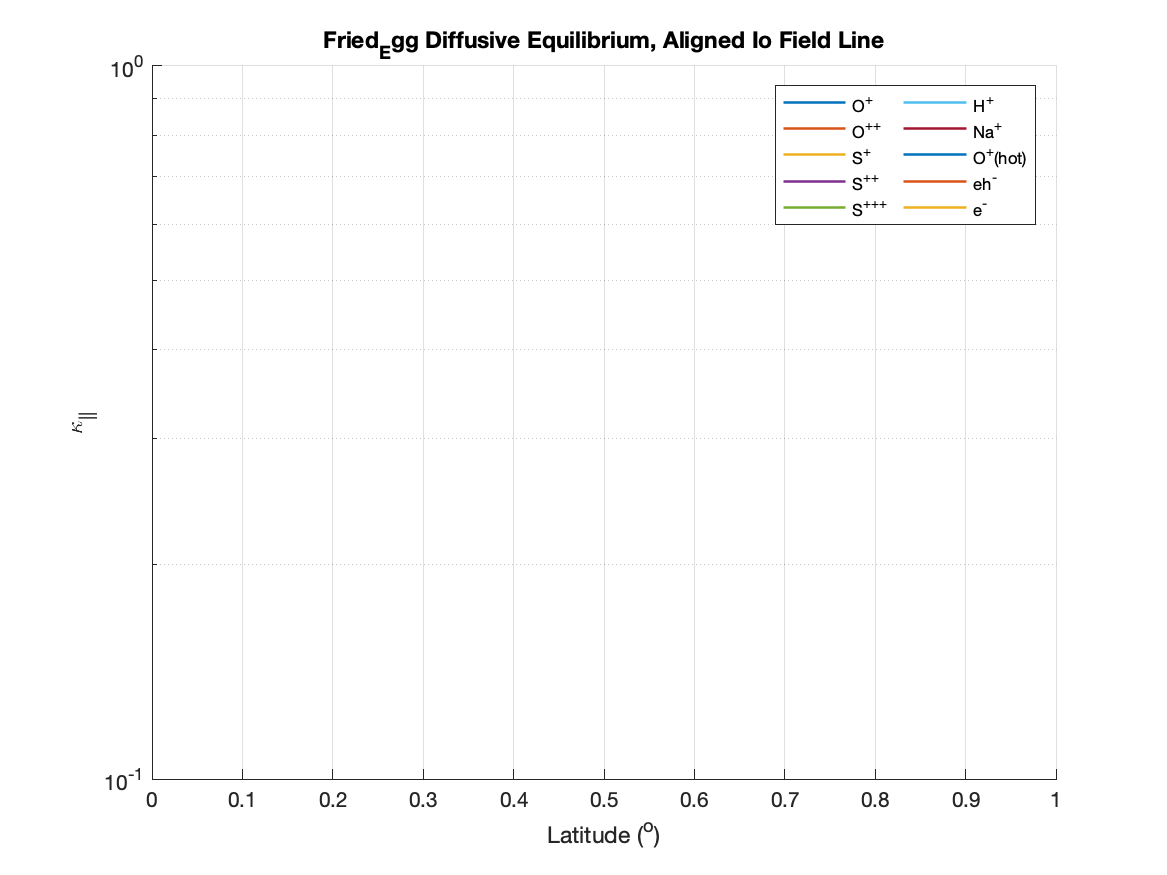 Fried_Egg Diffusive Equilibrium, Aligned Io Field Line
10^0
O^+ H^+
O^++ Na^+
S^+ O^+(hot)
S^++ eh^-
S^+++ e^-
κ_||
10^-1
0 0.1 0.2 0.3 0.4 0.5 0.6 0.7 0.8 0.9 1
Latitude (^o)